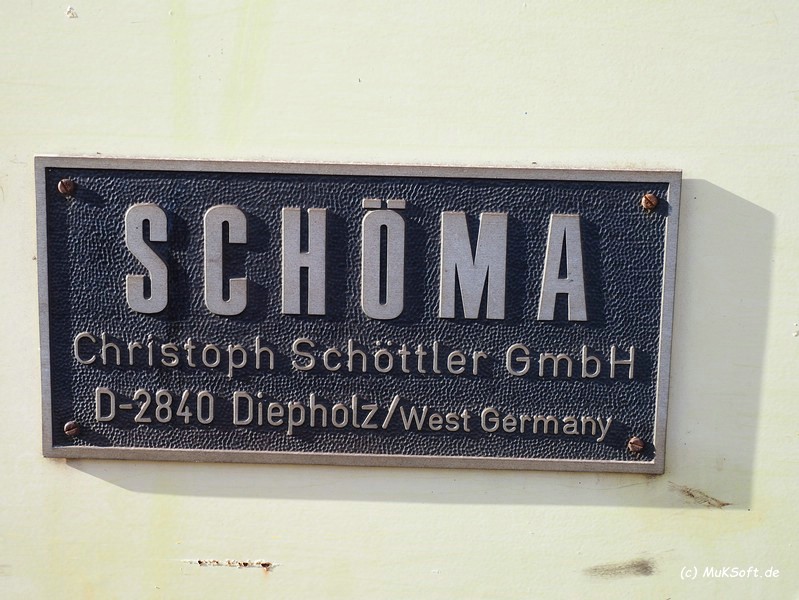 SCHÖMA
Christoph Schöttler GmbH
D-2840 Diepholz/West Germany
(c) MuKSoft.de